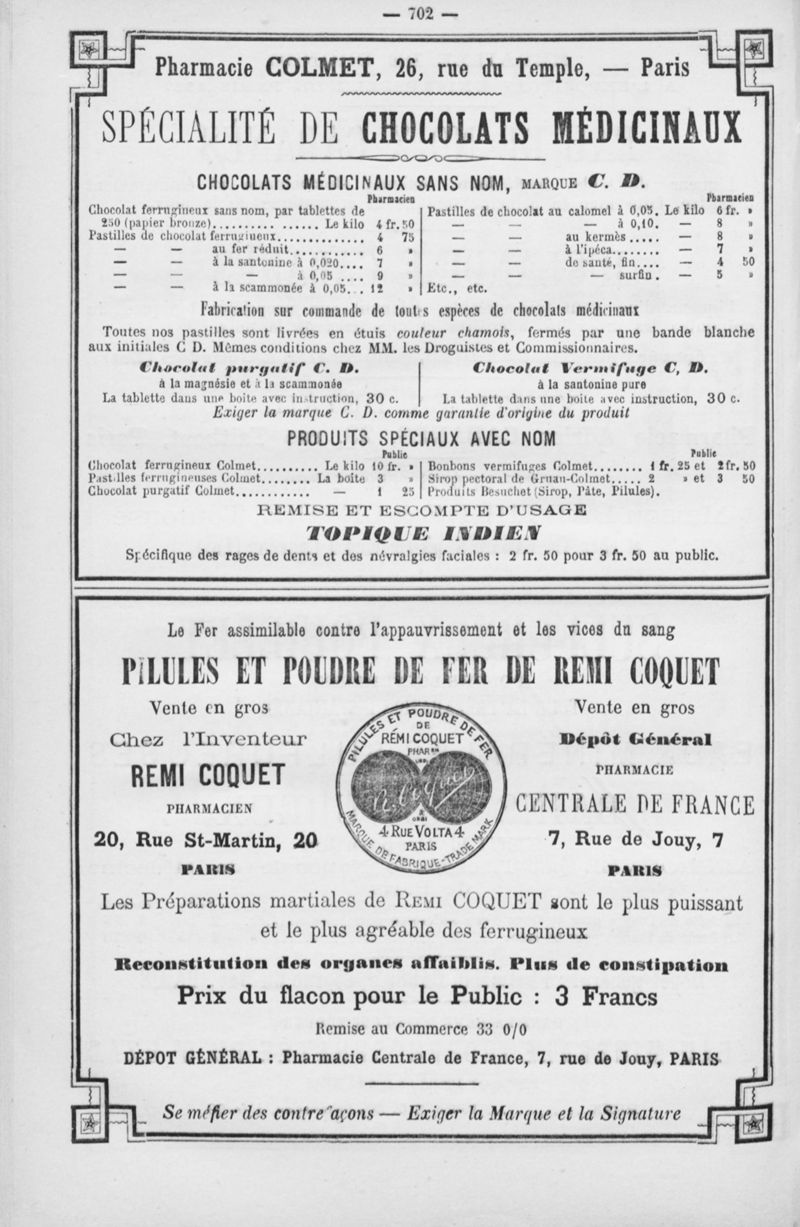 — 702 —
Pharmacie COLMET, 26, rue du Temple, — Paris
SPÉCIALITÉ DE CHOCOLATS MÉDICINAUX
CHOCOLATS MÉDICINAUX SANS NOM, MARQUE C. D.
Pharmacien
Chocolat ferrugineux sans nom, par tablettes de
250 (papier bronze).......... ....... Le kilo 4 fr. 50
Pastilles de chocolat ferrugineux.............. 4 75
— — au fer réduit........... 6 »
— — à la santonine à 0,020.... 7 »
— — — à 0,05 .... 9 »
— — à la scammonée à 0,05. . 12 »
Pharmacien
Pastilles de chocolat au calomel à 0,05. Le kilo 6 fr. »
— — — à 0,10. — 8 »
— — au kermès ..... — 8 »
— — à l'ipéca......... — 7 »
— — de santé, fin.... — 4 50
— — — surfin . — 5 »
Etc., etc.
Fabrication sur commande de toutes espèces de chocolats médicinaux
Toutes nos pastilles sont livrées en étuis couleur chamois, fermés par une bande blanche
aux initiales C D. Mêmes conditions chez MM. les Droguistes et Commissionnaires.
Chocolat purgatif C. D.
à la magnésie et à la scammonée
La tablette dans une boite avec instruction, 30 c.
Chocolat Vermifuge C, D.
à la santonine pure
La tablette dans une boite avec instruction, 30 c.
Exiger la marque C. D. comme garantie d'origine du produit
PRODUITS SPÉCIAUX AVEC NOM
Public
Chocolat ferrugineux Colmet.......... Le kilo 10 fr. »
Pastilles ferrugineuses Colmet........ La boîte 3 »
Chocolat purgatif Colmet............ — 1 25
Public
Bonbons vermifuges Colmet........ 1 fr. 25 et 2 fr. 50
Sirop pectoral de Gruau-Colmet..... 2 » et 3 50
Produits Besuchet (Sirop, Pâte, Pilules).
REMISE ET ESCOMPTE D'USAGE
TOPIQUE INDIEN
Spécifique des rages de dents et des névralgies faciales : 2 fr. 50 pour 3 fr. 50 au public.
Le Fer assimilable contre l'appauvrissement et les vices du sang
PILULES ET POUDRE DE FER DE REMI COQUET
Vente en gros
Chez l'Inventeur
REMI COQUET
PHARMACIEN
20, Rue St-Martin, 20
PARIS
PILULES ET POUDRE DE FER
DE
RÉMI COQUET
PHAR EN
R. Coquet
4 RUE VOLTA 4
PARIS
MARQUE DE FABRIQUE-TRADE MARK
Vente en gros
Dépôt Général
PHARMACIE
CENTRALE DE FRANCE
7, Rue de Jouy, 7
PARIS
Les Préparations martiales de REMI COQUET sont le plus puissant
et le plus agréable des ferrugineux
Reconstitution des organes affaiblis. Plus de constipation
Prix du flacon pour le Public : 3 Francs
Remise au Commerce 33 0/0
DÉPOT GÉNÉRAL : Pharmacie Centrale de France, 7, rue de Jouy, PARIS
Se méfier des contrefaçons — Exiger la Marque et la Signature